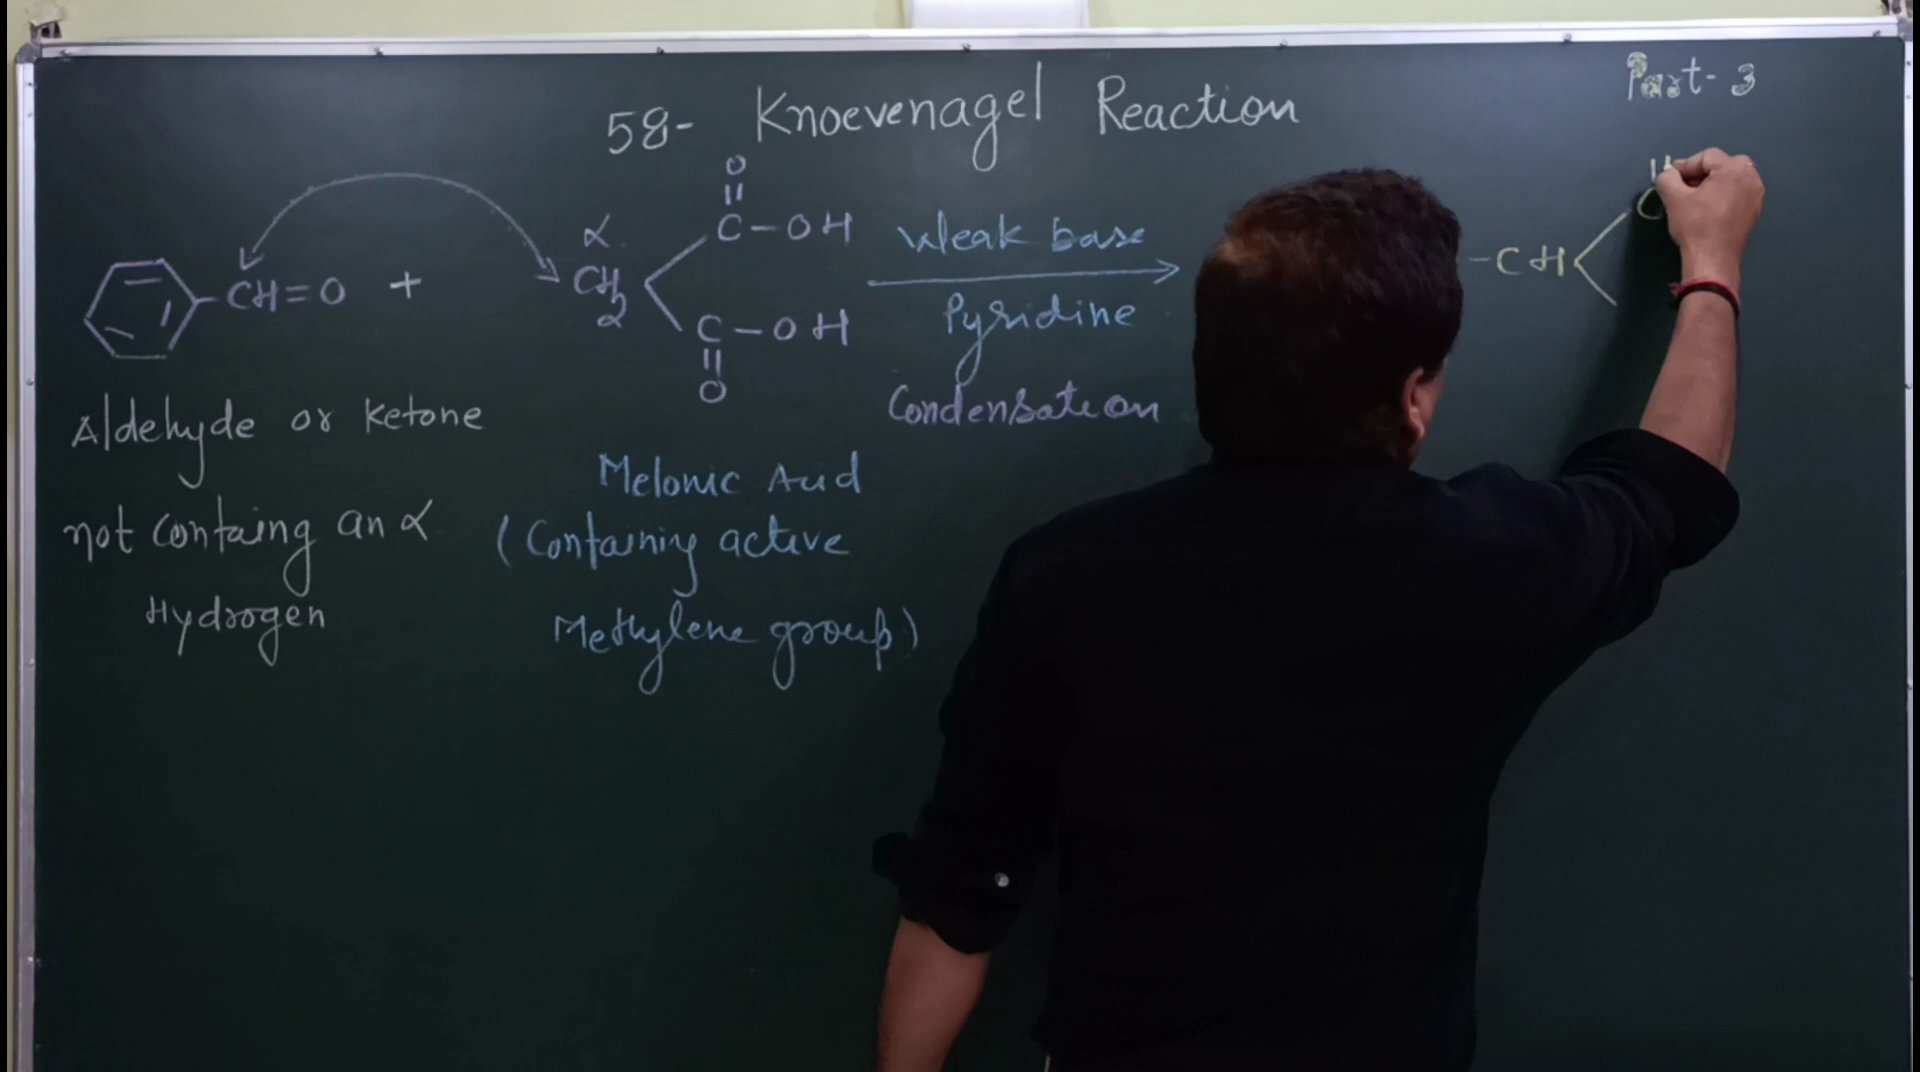 Part-3
58- Knoevenagel Reaction
O
||
α C-OH Weak base
CH=O + CH2 -CH
α C-OH Pyridine
||
O
Condensation
Aldehyde or Ketone
Melonic Acid
not containg an α (Containing active
Hydrogen Methylene group)